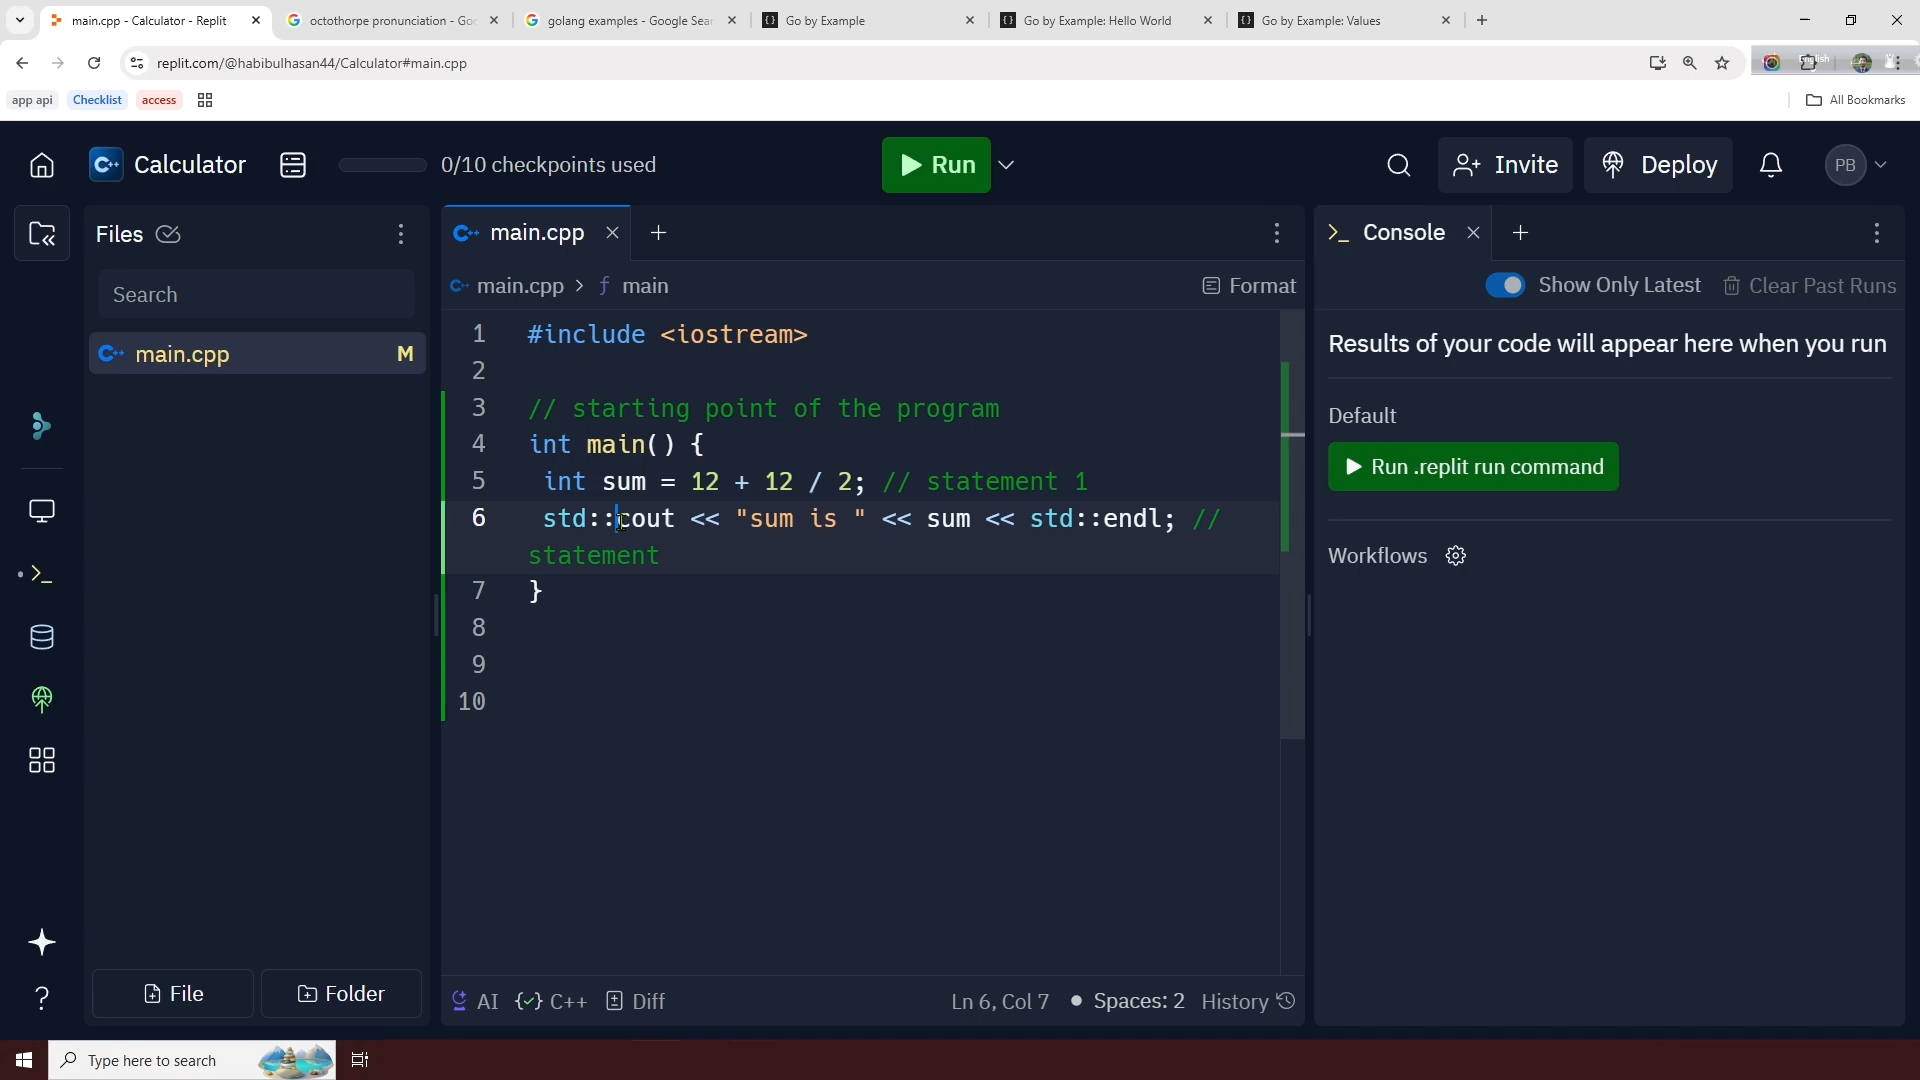 main.cpp - Calculator - Replit
octothorpe pronunciation - Goo
golang examples - Google Sear
Go by Example
Go by Example: Hello World
Go by Example: Values
replit.com/@habibulhasan44/Calculator#main.cpp
English
app api
Checklist
access
All Bookmarks
C++
Calculator
0/10 checkpoints used
Run
Invite
Deploy
PB
Files
main.cpp
Console
Search
main.cpp > f main
Format
Show Only Latest
Clear Past Runs
main.cpp M
1 #include <iostream>
2
3 // starting point of the program
4 int main() {
5 int sum = 12 + 12 / 2; // statement 1
6 std::cout << "sum is " << sum << std::endl; //
statement
7 }
8
9
10
Results of your code will appear here when you run
Default
Run .replit run command
Workflows
File
Folder
AI
C++
Diff
Ln 6, Col 7
Spaces: 2
History
Type here to search